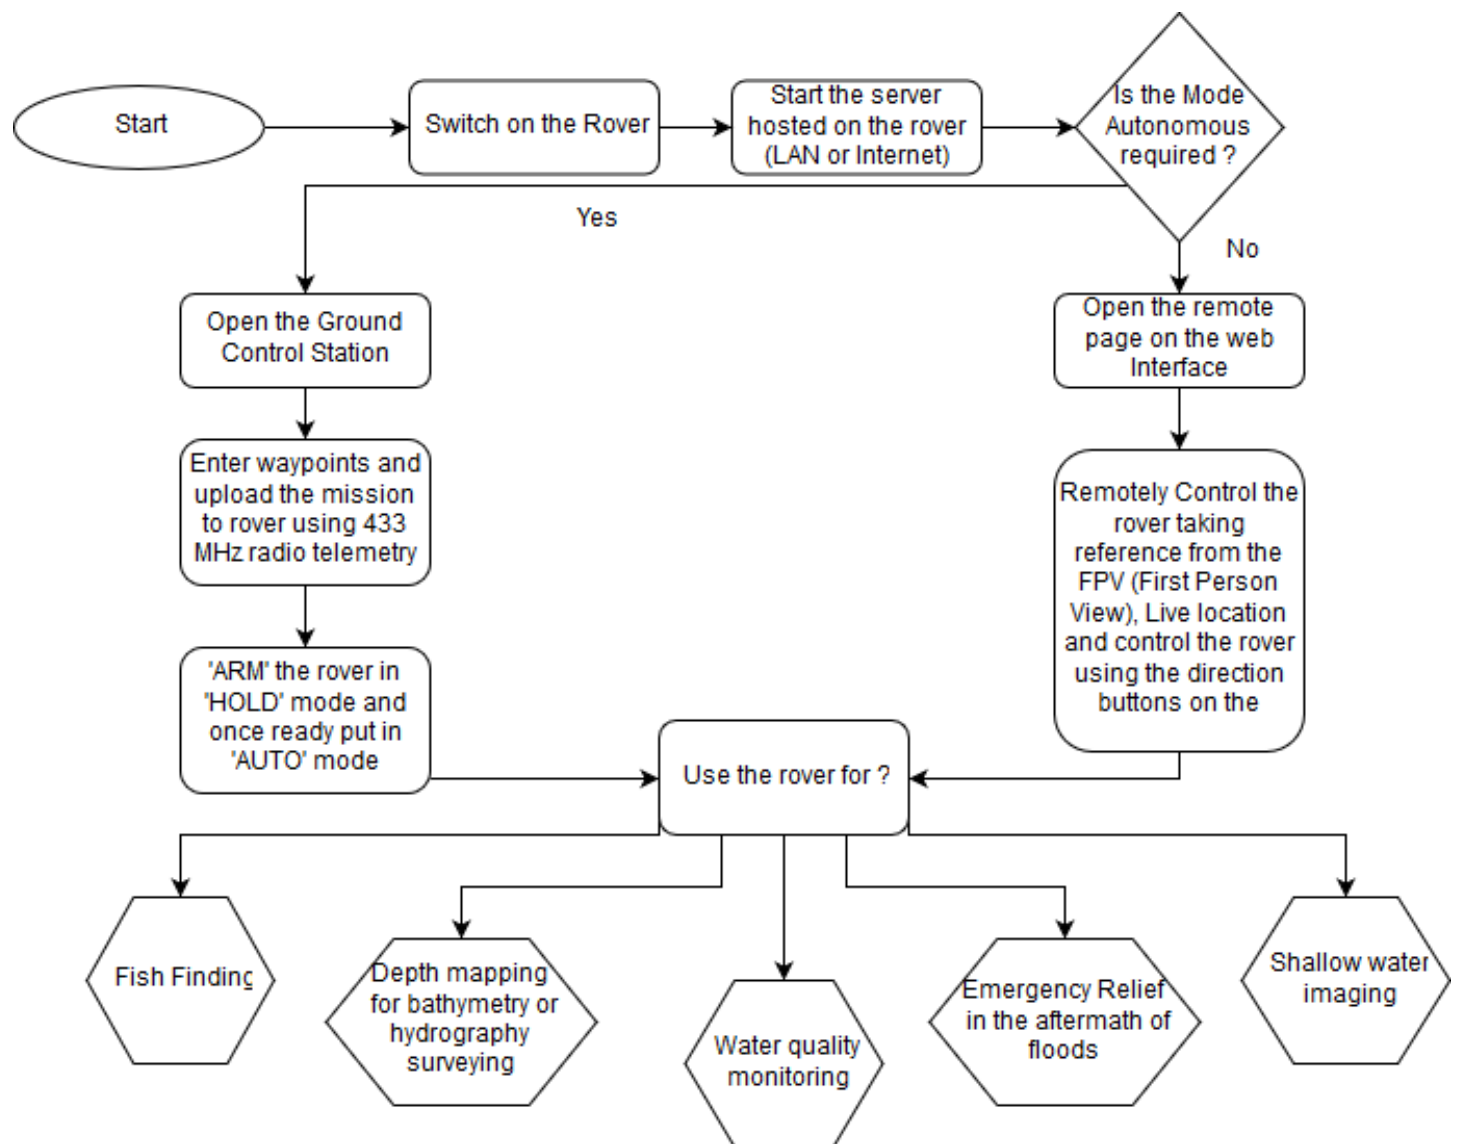 Start
Switch on the Rover
Start the server
hosted on the rover
(LAN or Internet)
Is the Mode
Autonomous
required ?
Yes
No
Open the Ground
Control Station
Open the remote
page on the web
Interface
Enter waypoints and
upload the mission
to rover using 433
MHz radio telemetry
Remotely Control the
rover taking
reference from the
FPV (First Person
View), Live location
and control the rover
using the direction
buttons on the
'ARM' the rover in
'HOLD' mode and
once ready put in
'AUTO' mode
Use the rover for ?
Fish Finding
Depth mapping
for bathymetry or
hydrography
surveying
Water quality
monitoring
Emergency Relief
in the aftermath of
floods
Shallow water
imaging